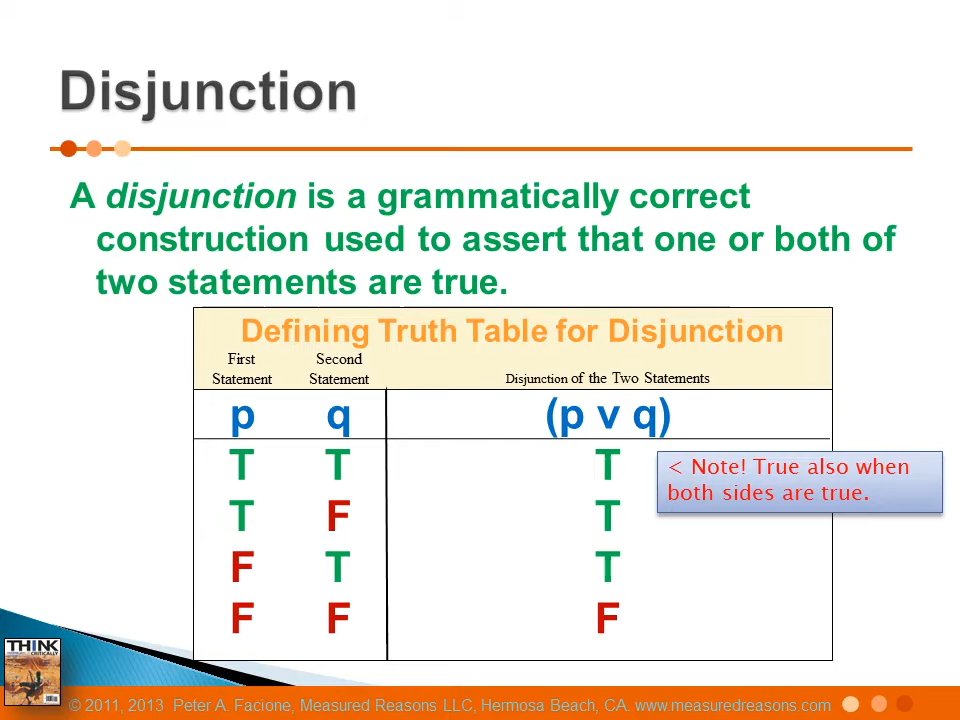 Disjunction
A disjunction is a grammatically correct
construction used to assert that one or both of
two statements are true.
Defining Truth Table for Disjunction
First Second
Statement Statement Disjunction of the Two Statements
p q (p v q)
T T T
< Note! True also when
both sides are true.
T F T
F T T
F F F
THINK
CRITICALLY
© 2011, 2013 Peter A. Facione, Measured Reasons LLC, Hermosa Beach, CA. www.measuredreasons.com